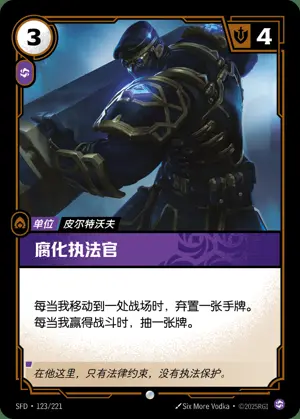 3
4
单位 皮尔特沃夫
腐化执法官
每当我移动到一处战场时，弃置一张手牌。
每当我赢得战斗时，抽一张牌。
在他这里，只有法律约束，没有执法保护。
SFD • 123/221
Six More Vodka • ©2025RGI